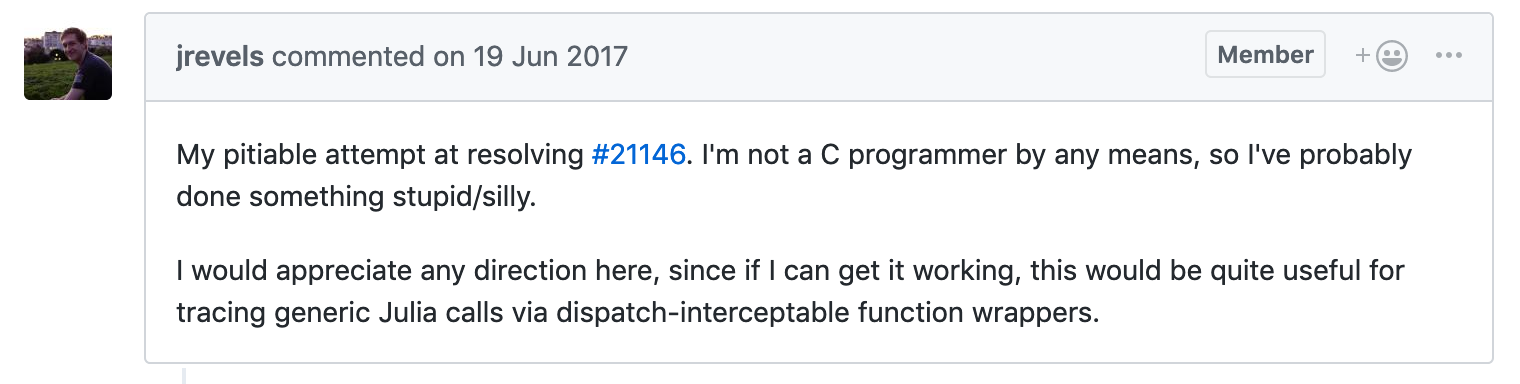 jrevels commented on 19 Jun 2017
Member
My pitiable attempt at resolving #21146. I'm not a C programmer by any means, so I've probably
done something stupid/silly.
I would appreciate any direction here, since if I can get it working, this would be quite useful for
tracing generic Julia calls via dispatch-interceptable function wrappers.